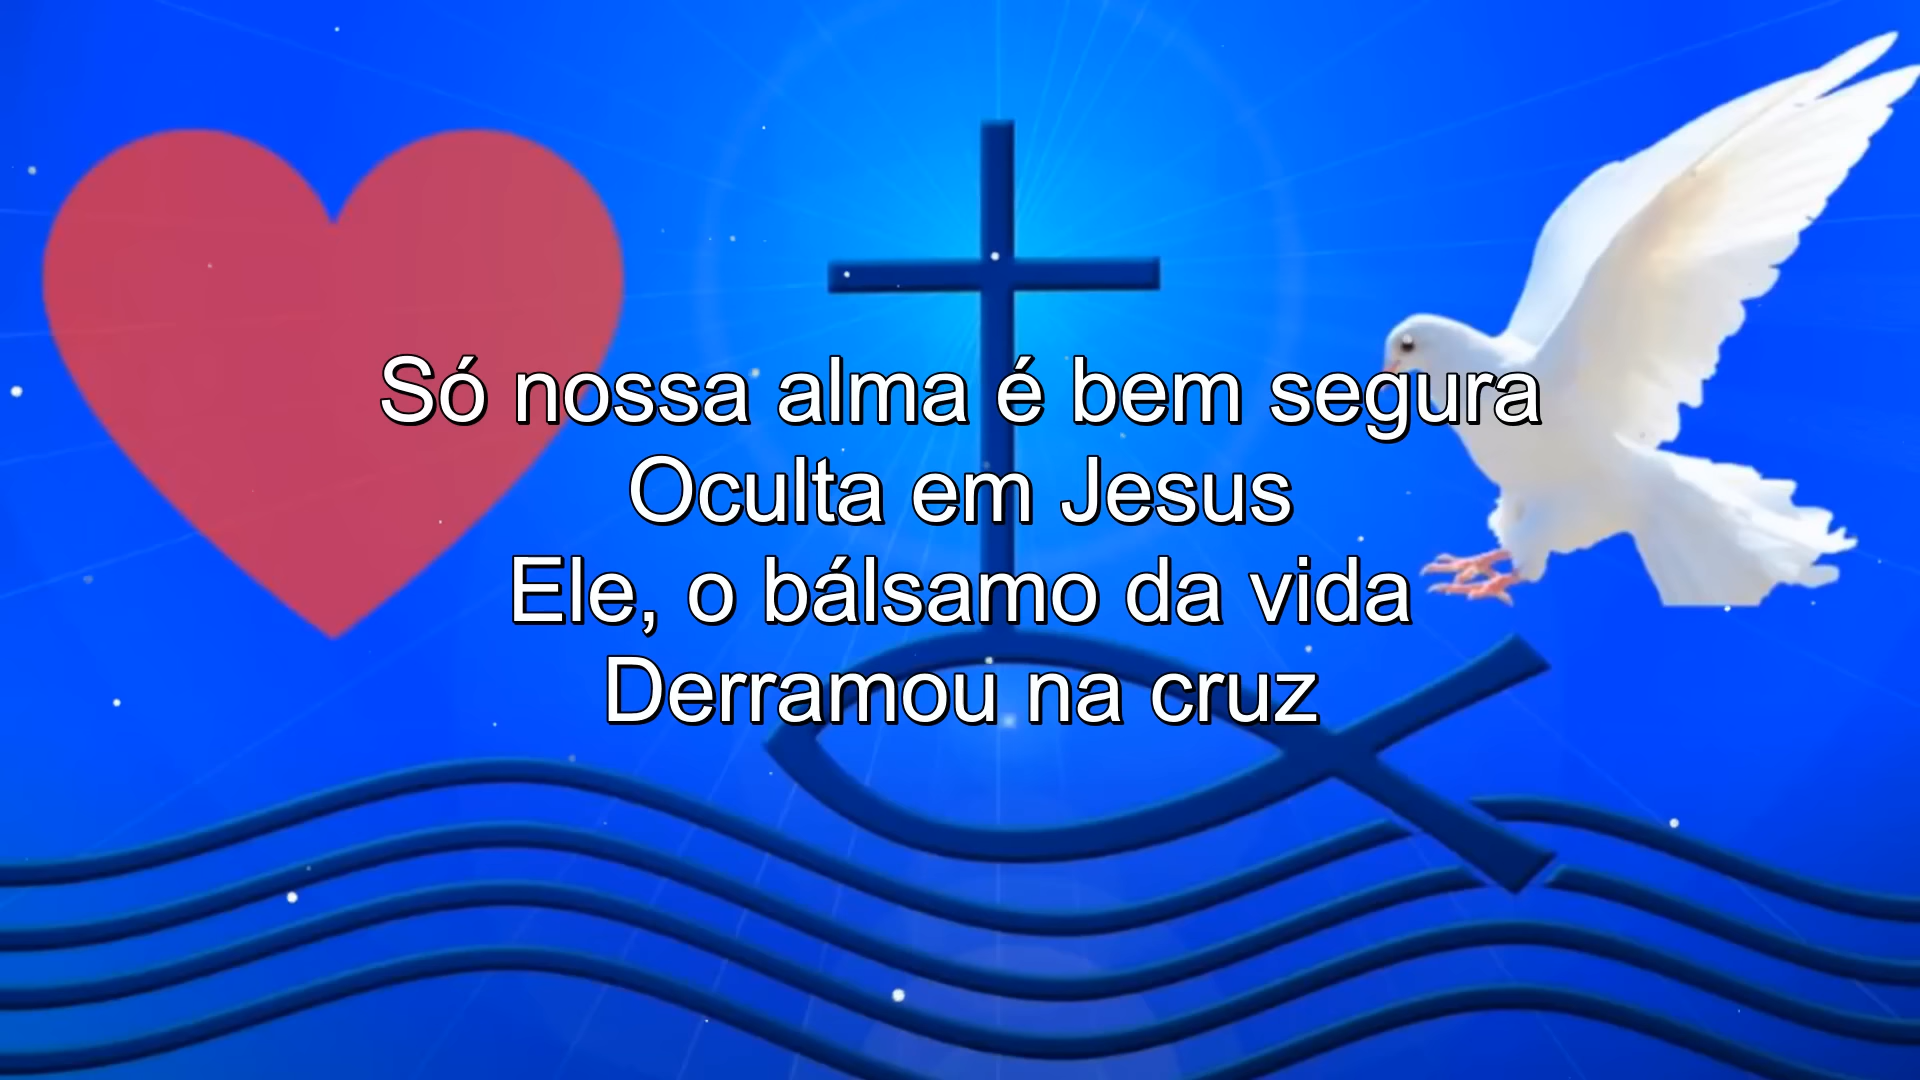 Só nossa alma é bem segura
Oculta em Jesus
Ele, o bálsamo da vida
Derramou na cruz